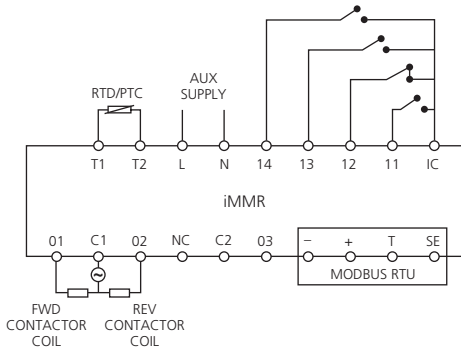 AUX
SUPPLY
RTD/PTC
T1 T2 L N 14 13 12 11 IC
iMMR
01 C1 02 NC C2 03 − + T SE
MODBUS RTU
FWD
CONTACTOR
COIL
REV
CONTACTOR
COIL